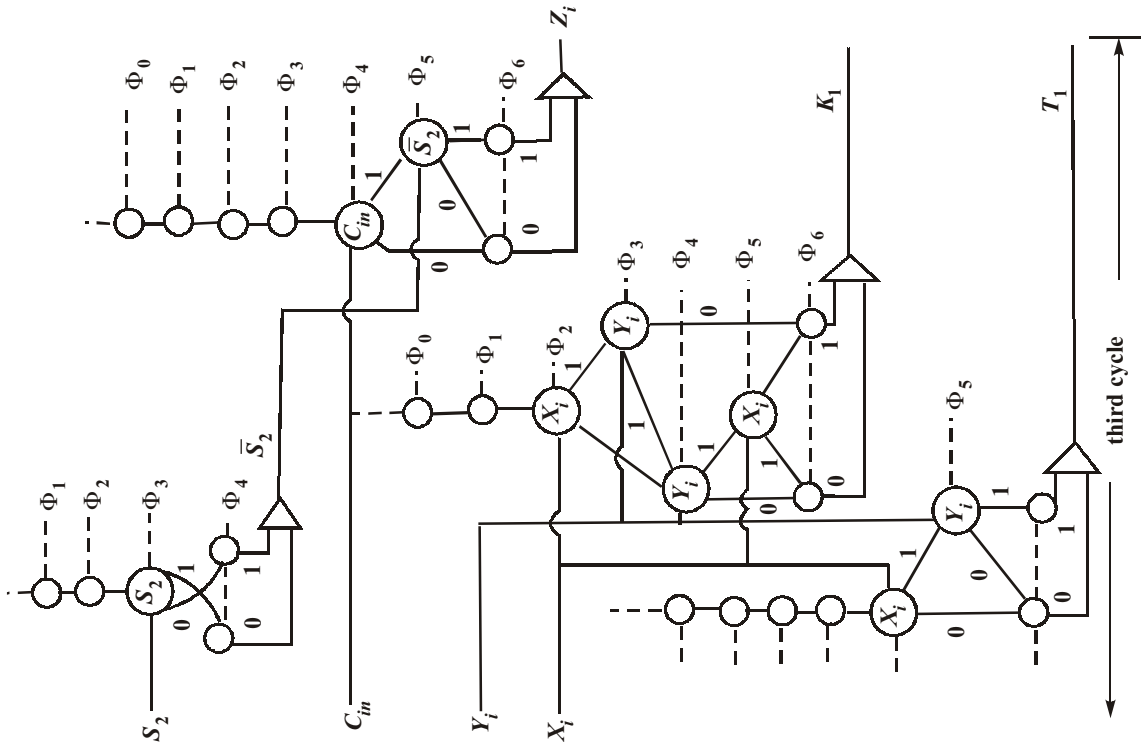 Φ1
Φ2
S2 Φ3
0 1 Φ4
0 1
S2
S̄2
Φ0
Φ1
Φ2
Φ3
Cin Φ4
1
S̄2 Φ5
0 0 1 Φ6
0 1
Zi
Cin
Φ0
Φ1
Xi Φ2
1
Yi Φ3
1 0
Yi Φ4
1
Xi Φ5
0 1 Φ6
0 1
K1
Yi
Xi
Xi
1
Yi Φ5
0 0 1
0 1
T1
third cycle